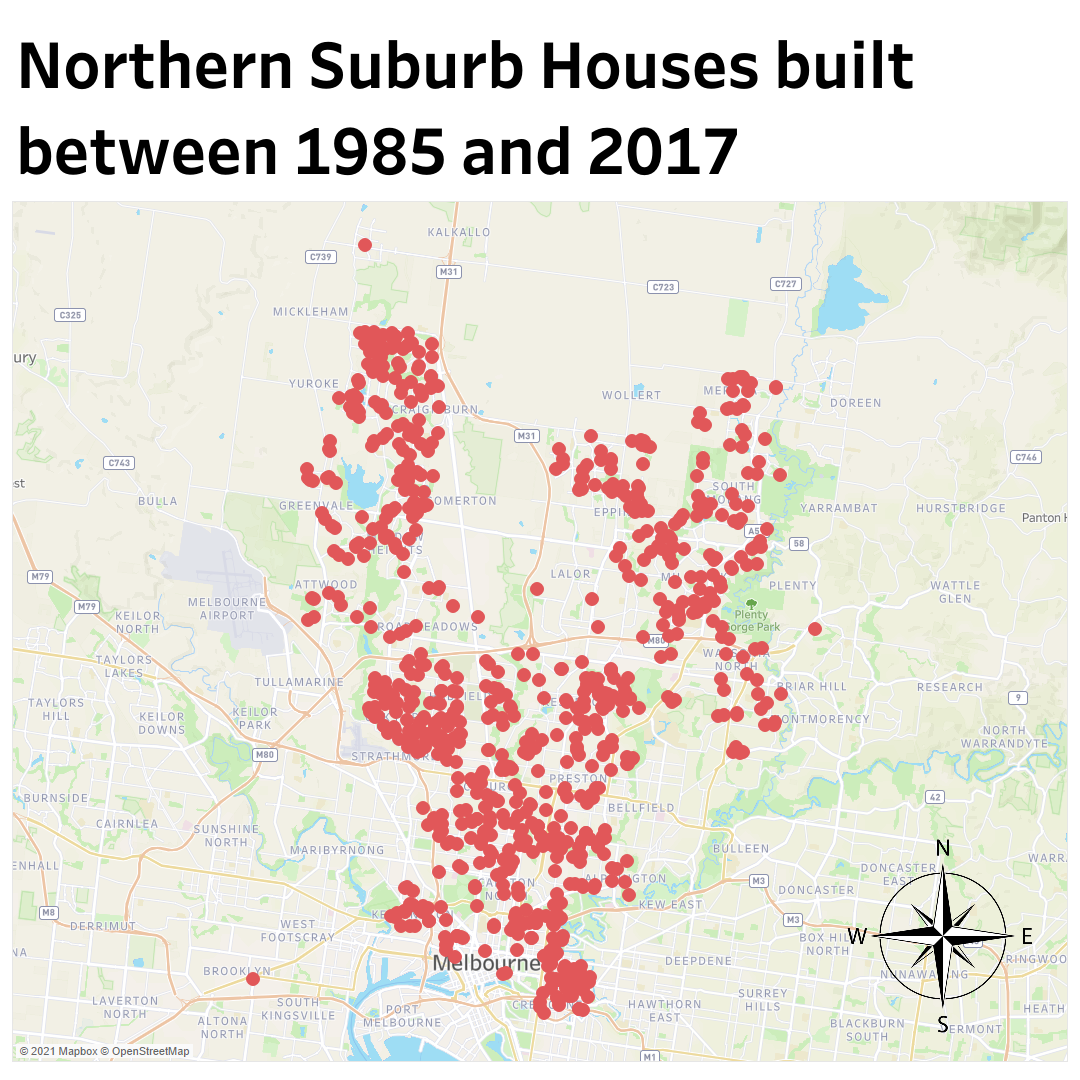 Northern Suburb Houses built
between 1985 and 2017
KALKALLO
C739
M31
C723
C727
MICKLEHAM
C325
ury
YUROKE
WOLLERT
DOREEN
M31
C743
C746
st
BULLA
GREENVALE
SOUTH
YARRAMBAT
HURSTBRIDGE
Panton H
58
LALOR
M79
ATTWOOD
PLENTY
WATTLE
GLEN
M79
MELBOURNE
AIRPORT
KEILOR
NORTH
Plenty
Gorge Park
M80
TAYLORS
LAKES
NORTH
TULLAMARINE
BRIAR HILL
RESEARCH
9
TAYLORS
HILL
KEILOR
DOWNS
KEILOR
PARK
NORTH
WARRANDYTE
M80
PRESTON
BURNSIDE
42
BELLFIELD
CAIRNLEA
SUNSHINE
NORTH
MARIBYRNONG
BULLEEN
N
ENHALL
DONCASTER
EAST
WARR
M3
DONCASTER
KEW EAST
M8
M3
DERRIMUT
WEST
FOOTSCRAY
W
E
BOX HILL
NORTH
NA
BROOKLYN
Melbourne
DEEPDENE
RINGWOO
NUNAWADING
LAVERTON
NORTH
SOUTH
KINGSVILLE
PORT
MELBOURNE
HAWTHORN
EAST
SURREY
HILLS
HEATH
ALTONA
NORTH
S
BLACKBURN
SOUTH
VERMONT
© 2021 Mapbox © OpenStreetMap
M1